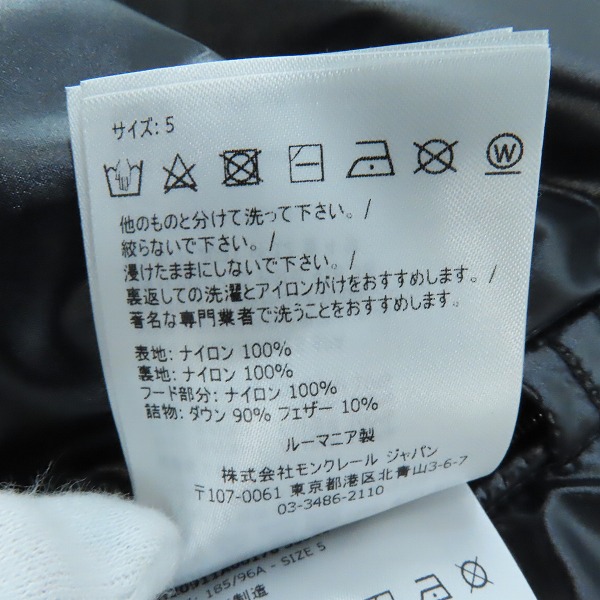 サイズ: 5
W
他のものと分けて洗って下さい。/
絞らないで下さい。/
浸けたままにしないで下さい。/
裏返しての洗濯とアイロンがけをおすすめします。/
著名な専門業者で洗うことをおすすめします。
表地: ナイロン 100%
裏地: ナイロン 100%
フード部分: ナイロン 100%
詰物: ダウン 90% フェザー 10%
ルーマニア製
株式会社モンクレール ジャパン
〒107-0061 東京都港区北青山3-6-7
03-3486-2110
185/96A - SIZE 5
制造